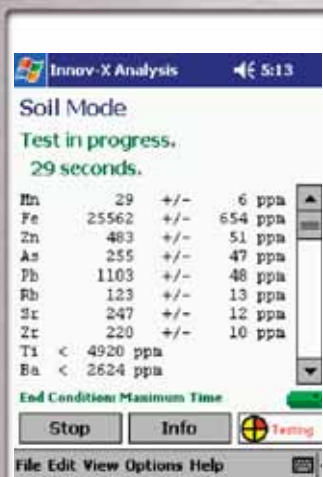 Innov-X Analysis 5:13
Soil Mode
Test in progress.
29 seconds.
Mn 29 +/- 6 ppm
Fe 25562 +/- 654 ppm
Zn 483 +/- 51 ppm
As 255 +/- 47 ppm
Pb 1103 +/- 48 ppm
Rb 123 +/- 13 ppm
Sr 247 +/- 12 ppm
Zr 220 +/- 10 ppm
Ti < 4920 ppm
Ba < 2624 ppm
End Condition: Maximum Time
Stop Info Testing
File Edit View Options Help